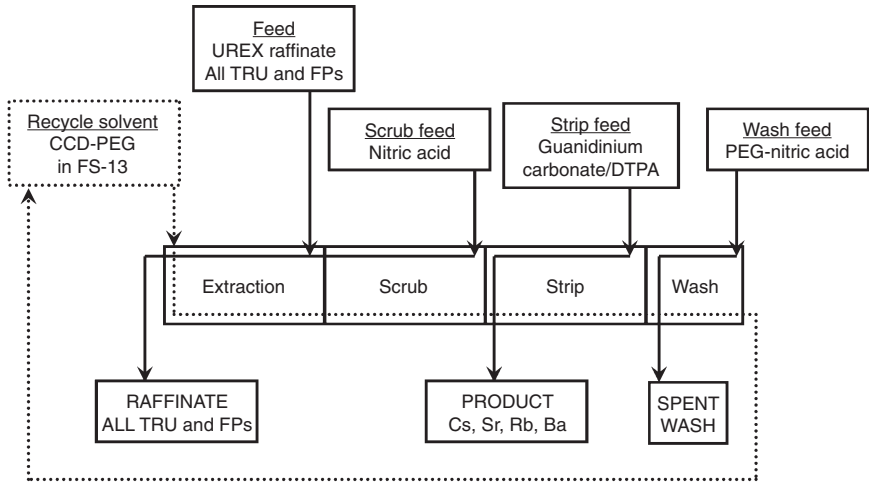 Feed
UREX raffinate
All TRU and FPs
Recycle solvent
CCD-PEG
in FS-13
Scrub feed
Nitric acid
Strip feed
Guanidinium
carbonate/DTPA
Wash feed
PEG-nitric acid
Extraction
Scrub
Strip
Wash
RAFFINATE
ALL TRU and FPs
PRODUCT
Cs, Sr, Rb, Ba
SPENT
WASH